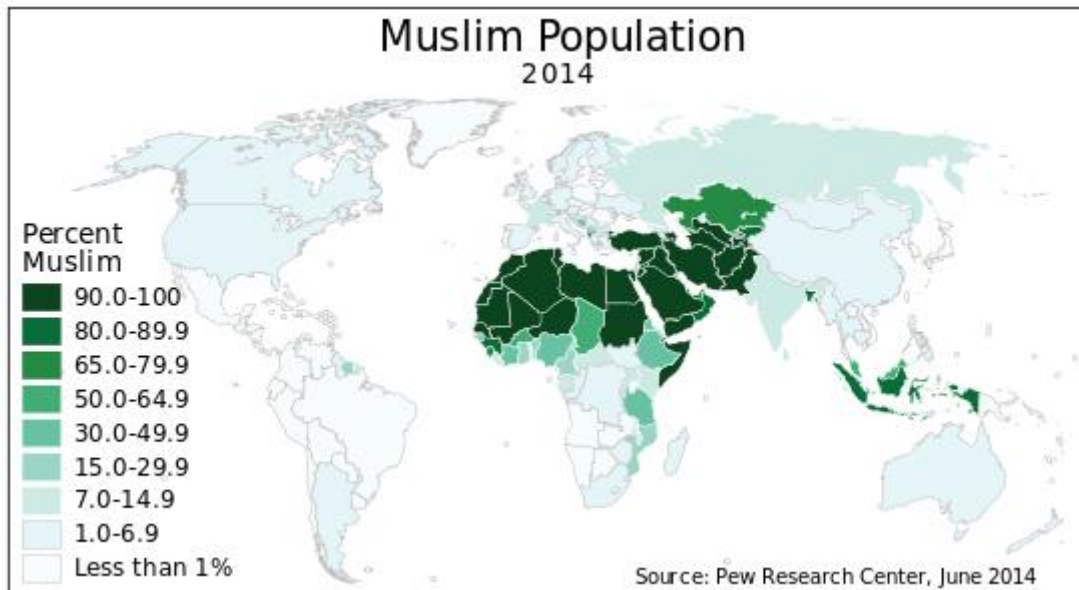 Muslim Population
2014
Percent
Muslim
90.0-100
80.0-89.9
65.0-79.9
50.0-64.9
30.0-49.9
15.0-29.9
7.0-14.9
1.0-6.9
Less than 1%
Source: Pew Research Center, June 2014